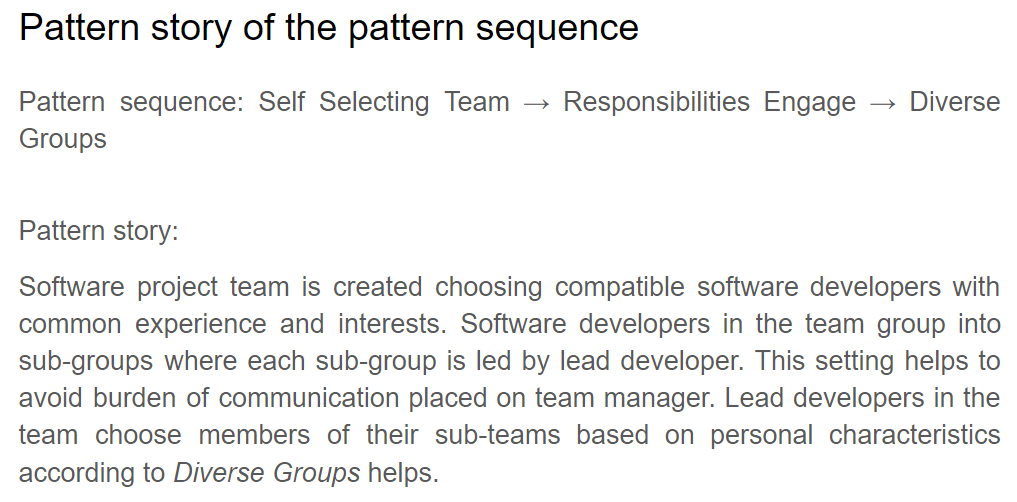 Pattern story of the pattern sequence
Pattern sequence: Self Selecting Team → Responsibilities Engage → Diverse
Groups
Pattern story:
Software project team is created choosing compatible software developers with
common experience and interests. Software developers in the team group into
sub-groups where each sub-group is led by lead developer. This setting helps to
avoid burden of communication placed on team manager. Lead developers in the
team choose members of their sub-teams based on personal characteristics
according to Diverse Groups helps.